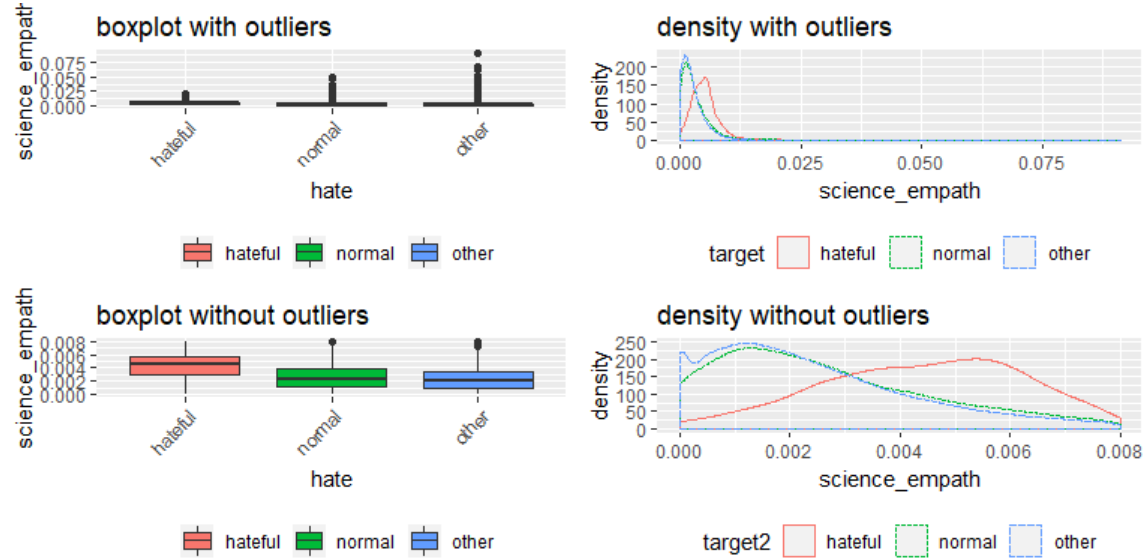 boxplot with outliers
science_empath
0.075
0.050
0.025
0.000
hateful normal other
hate
hateful normal other
density with outliers
density
200
150
100
50
0
0.000 0.025 0.050 0.075
science_empath
target hateful normal other
boxplot without outliers
science_empath
0.008
0.006
0.004
0.002
0.000
hateful normal other
hate
hateful normal other
density without outliers
density
250
200
150
100
50
0
0.000 0.002 0.004 0.006 0.008
science_empath
target2 hateful normal other